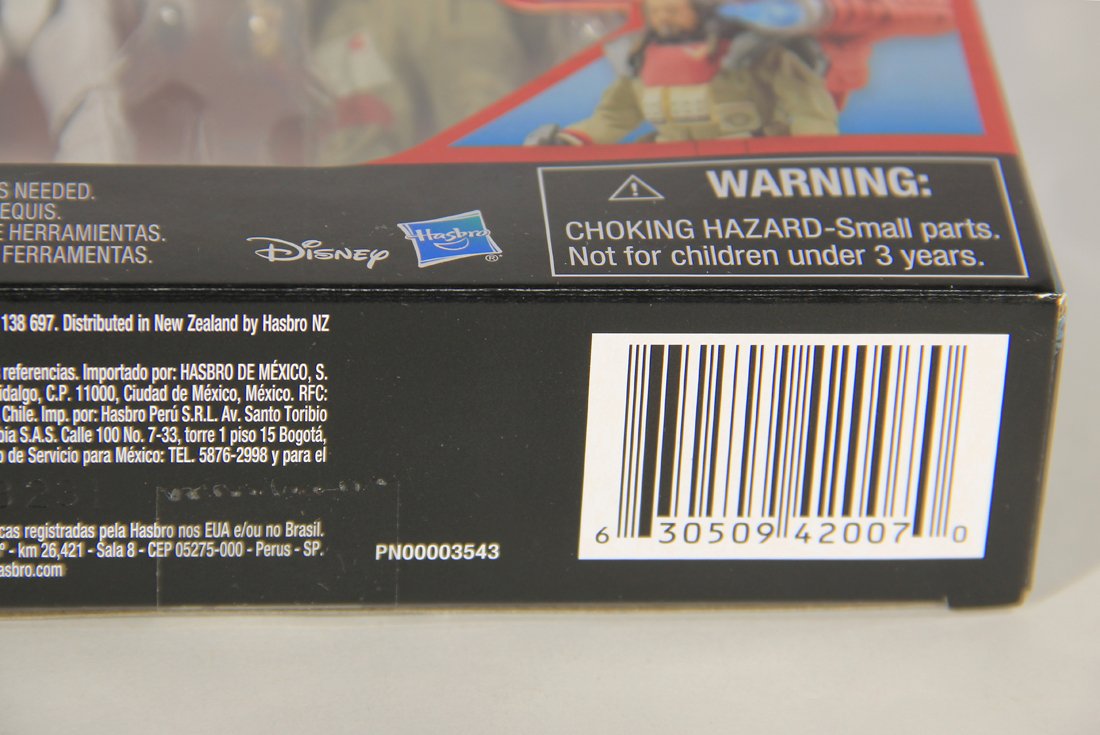 S NEEDED.
EQUIS.
E HERRAMIENTAS.
FERRAMENTAS.
Disney
Hasbro
®
WARNING:
CHOKING HAZARD-Small parts.
Not for children under 3 years.
138 697. Distributed in New Zealand by Hasbro NZ
referencias. Importado por: HASBRO DE MÉXICO, S.
idalgo, C.P. 11000, Ciudad de México, México. RFC:
Chile. Imp. por: Hasbro Perú S.R.L. Av. Santo Toribio
bia S.A.S. Calle 100 No. 7-33, torre 1 piso 15 Bogotá,
o de Servicio para México: TEL. 5876-2998 y para el
cas registradas pela Hasbro nos EUA e/ou no Brasil.
º - km 26,421 - Sala 8 - CEP 05275-000 - Perus - SP.
asbro.com
PN00003543
6 30509 42007 0